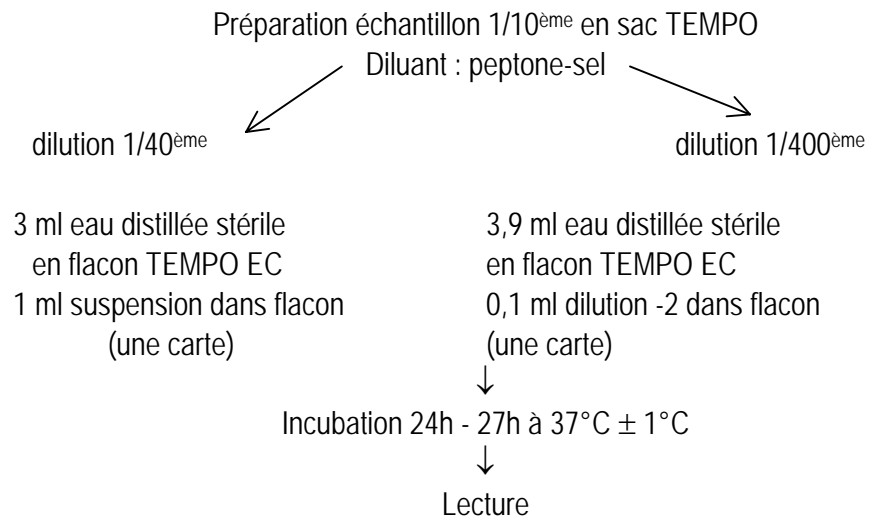 Préparation échantillon 1/10ème en sac TEMPO
Diluant : peptone-sel
dilution 1/40ème
3 ml eau distillée stérile
en flacon TEMPO EC
1 ml suspension dans flacon
(une carte)
dilution 1/400ème
3,9 ml eau distillée stérile
en flacon TEMPO EC
0,1 ml dilution -2 dans flacon
(une carte)
Incubation 24h - 27h à 37°C ± 1°C
Lecture